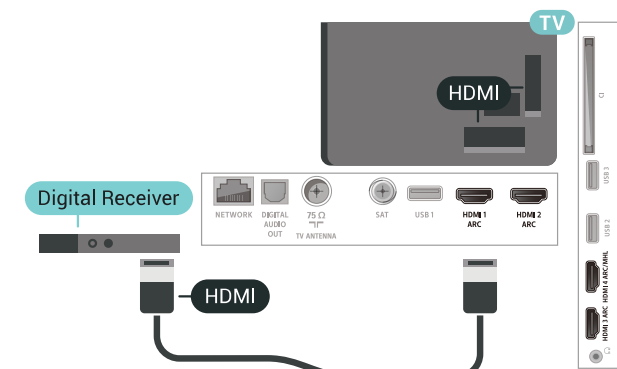 TV
HDMI
Digital Receiver
NETWORK
DIGITAL
AUDIO
OUT
75 Ω
TV ANTENNA
SAT
USB 1
HDMI 1
ARC
HDMI 2
ARC
HDMI
USB 3
USB 2
HDMI 4 ARC/MHL
HDMI 3 ARC